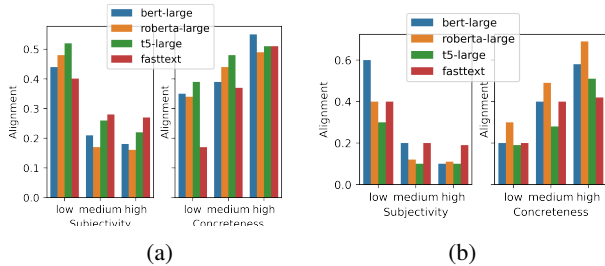 bert-large
roberta-large
t5-large
fasttext
Alignment
0.5
0.4
0.3
0.2
0.1
0.0
low medium high
Subjectivity
Alignment
low medium high
Concreteness
(a)
bert-large
roberta-large
t5-large
fasttext
Alignment
0.6
0.4
0.2
0.0
low medium high
Subjectivity
Alignment
low medium high
Concreteness
(b)